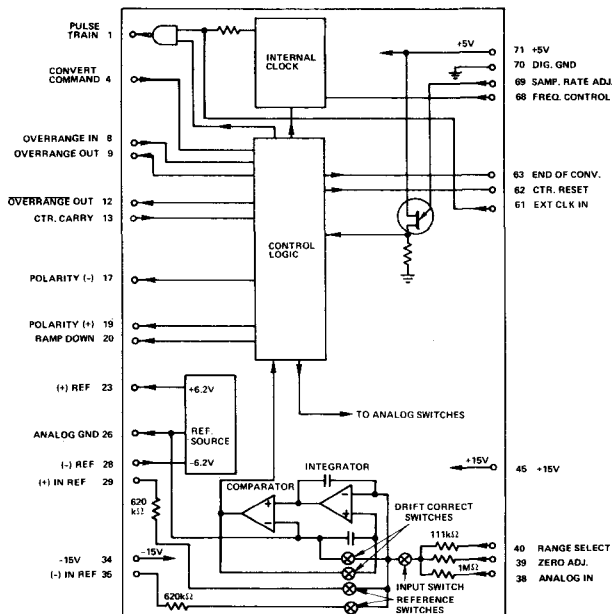 PULSE
TRAIN 1
CONVERT
COMMAND 4
OVERRANGE IN 8
OVERRANGE OUT 9
OVERRANGE OUT 12
CTR. CARRY 13
POLARITY (-) 17
POLARITY (+) 19
RAMP DOWN 20
(+) REF 23
ANALOG GND 26
(-) REF 28
(+) IN REF 29
-15V 34
(-) IN REF 35
INTERNAL
CLOCK
+5V
71 +5V
70 DIG. GND
69 SAMP. RATE ADJ.
68 FREQ. CONTROL
63 END OF CONV.
62 CTR. RESET
61 EXT CLK IN
CONTROL
LOGIC
TO ANALOG SWITCHES
+6.2V
REF.
SOURCE
-6.2V
+15V
45 +15V
INTEGRATOR
COMPARATOR
+
-
-
+
DRIFT CORRECT
SWITCHES
620
kΩ
-15V
620kΩ
111kΩ
1MΩ
40 RANGE SELECT
39 ZERO ADJ.
38 ANALOG IN
INPUT SWITCH
REFERENCE
SWITCHES